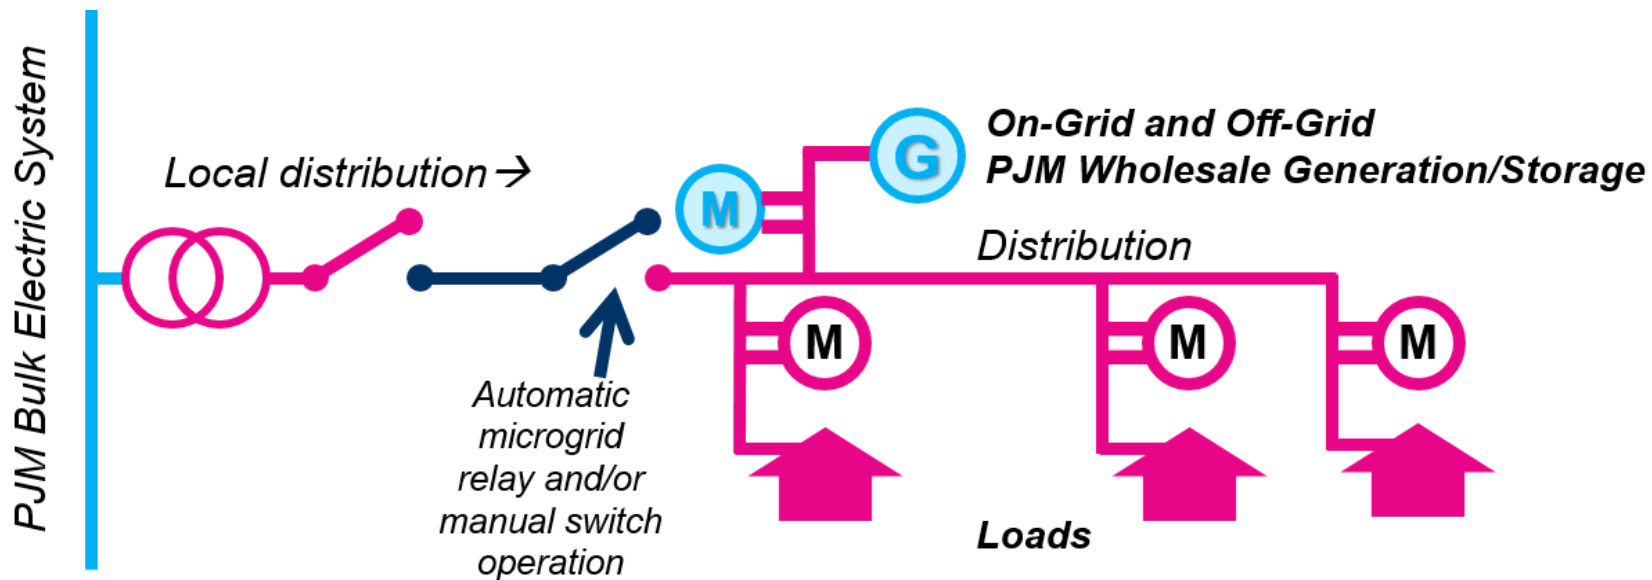 PJM Bulk Electric System
Local distribution→
G
On-Grid and Off-Grid
PJM Wholesale Generation/Storage
M
Distribution
M
M
M
Automatic
microgrid
relay and/or
manual switch
operation
Loads